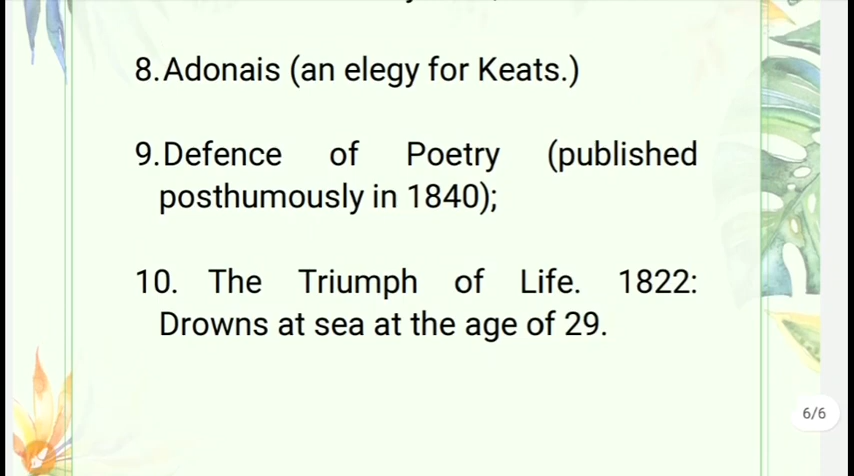 8.Adonais (an elegy for Keats.)
9.Defence of Poetry (published
posthumously in 1840);
10. The Triumph of Life. 1822:
Drowns at sea at the age of 29.
6/6